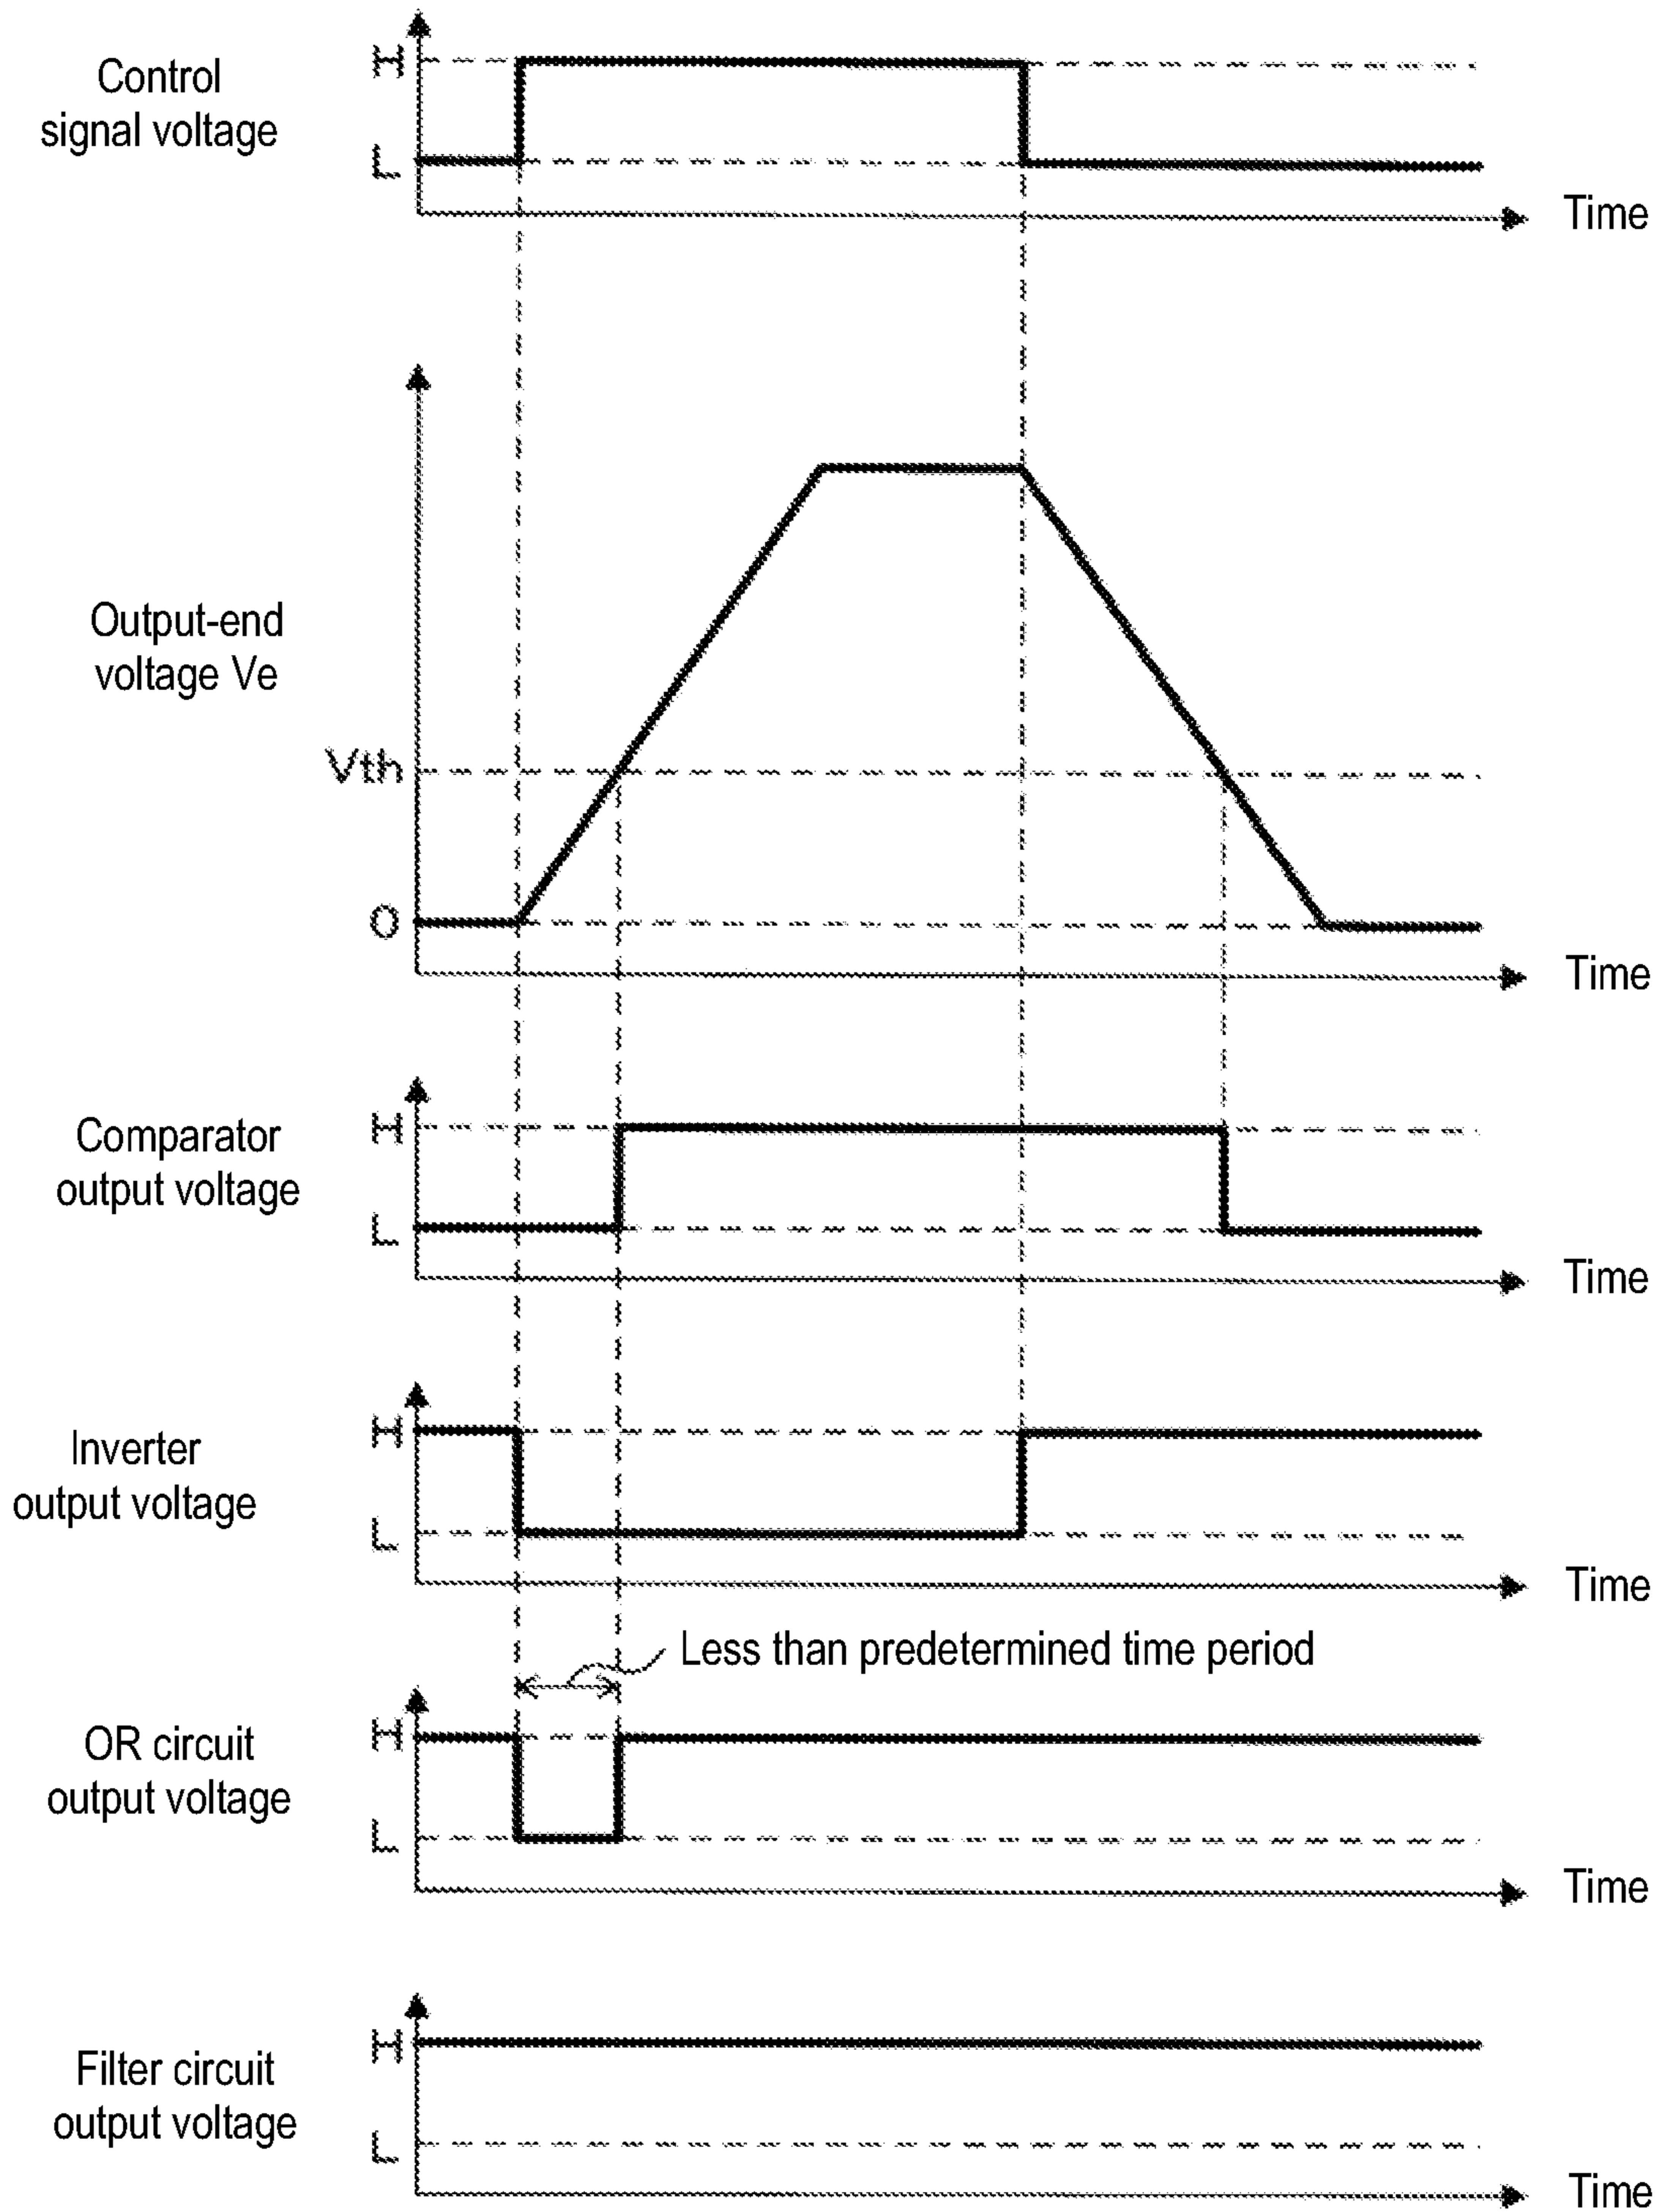 Control
signal voltage
H
L
Time
Output-end
voltage Ve
Vth
0
Time
Comparator
output voltage
H
L
Time
Inverter
output voltage
H
L
Time
Less than predetermined time period
OR circuit
output voltage
H
L
Time
Filter circuit
output voltage
H
L
Time